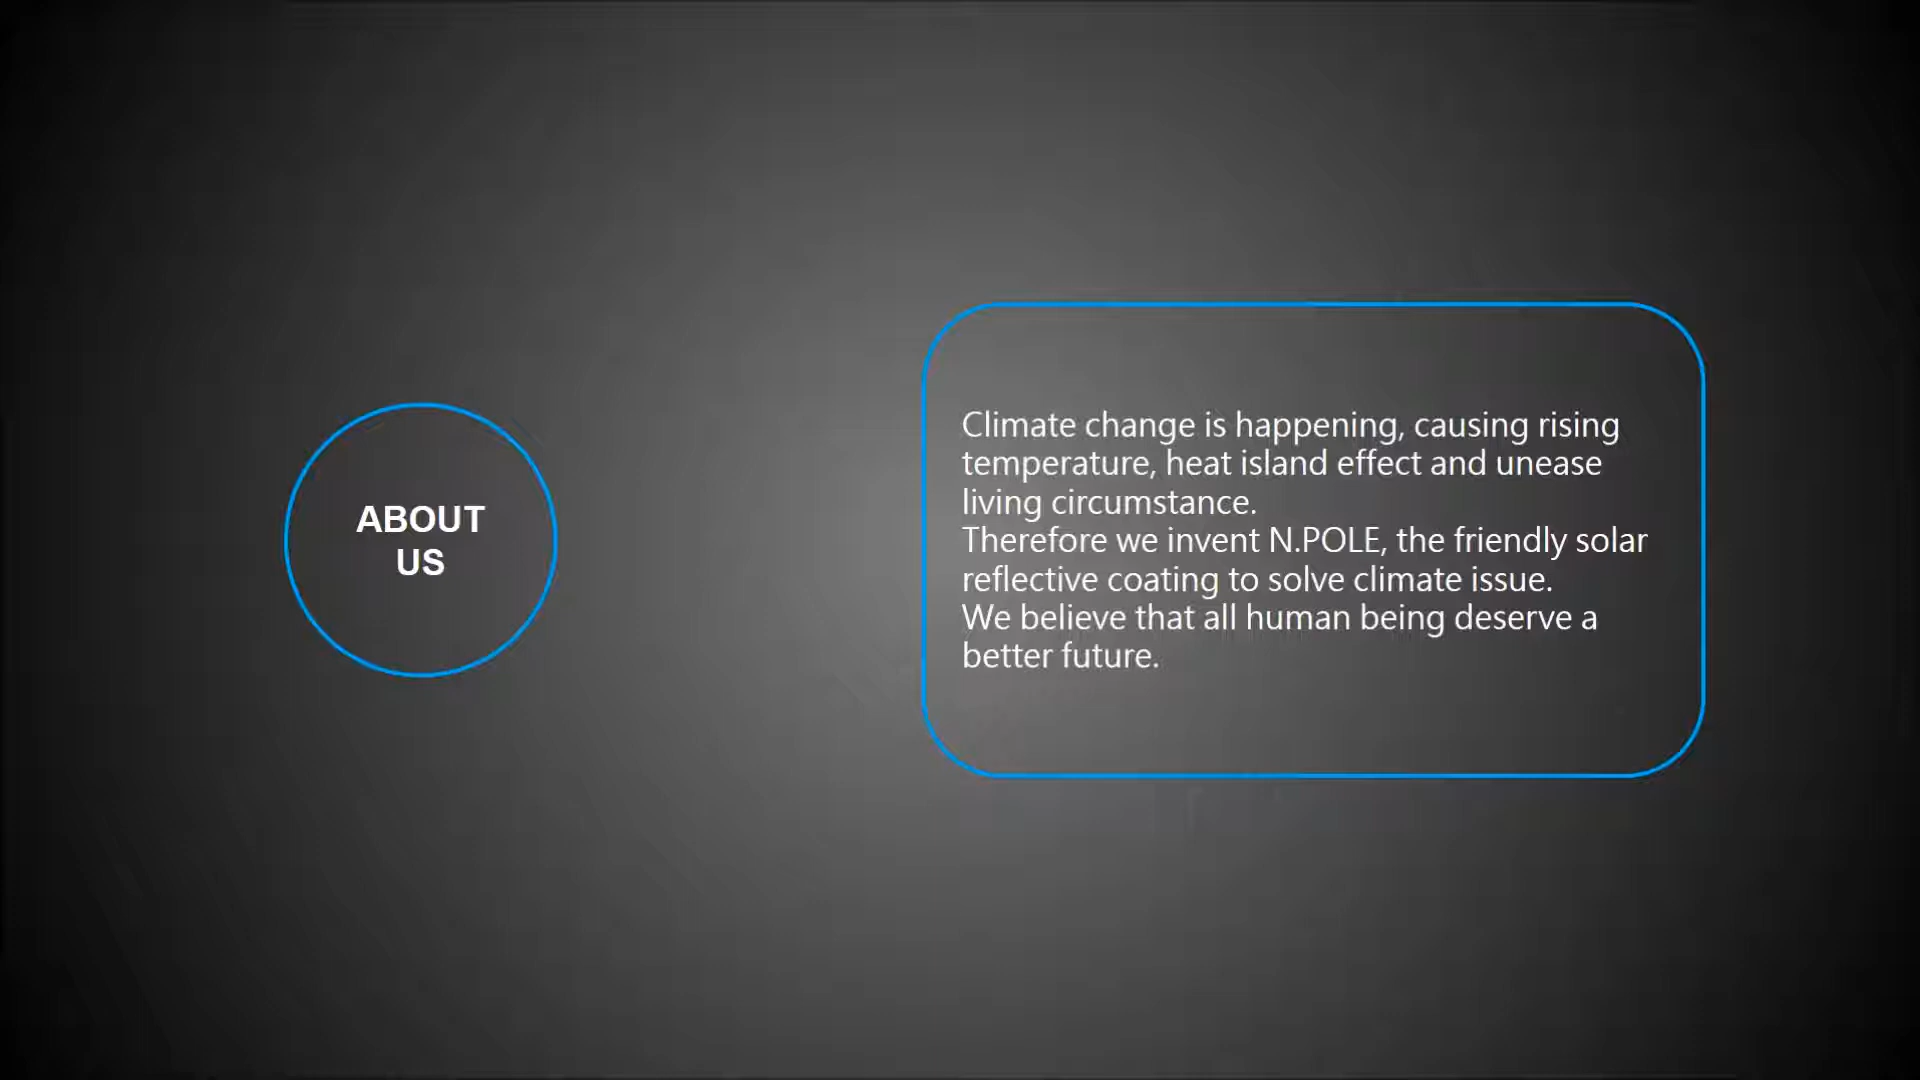 ABOUT
US
Climate change is happening, causing rising
temperature, heat island effect and unease
living circumstance.
Therefore we invent N.POLE, the friendly solar
reflective coating to solve climate issue.
We believe that all human being deserve a
better future.